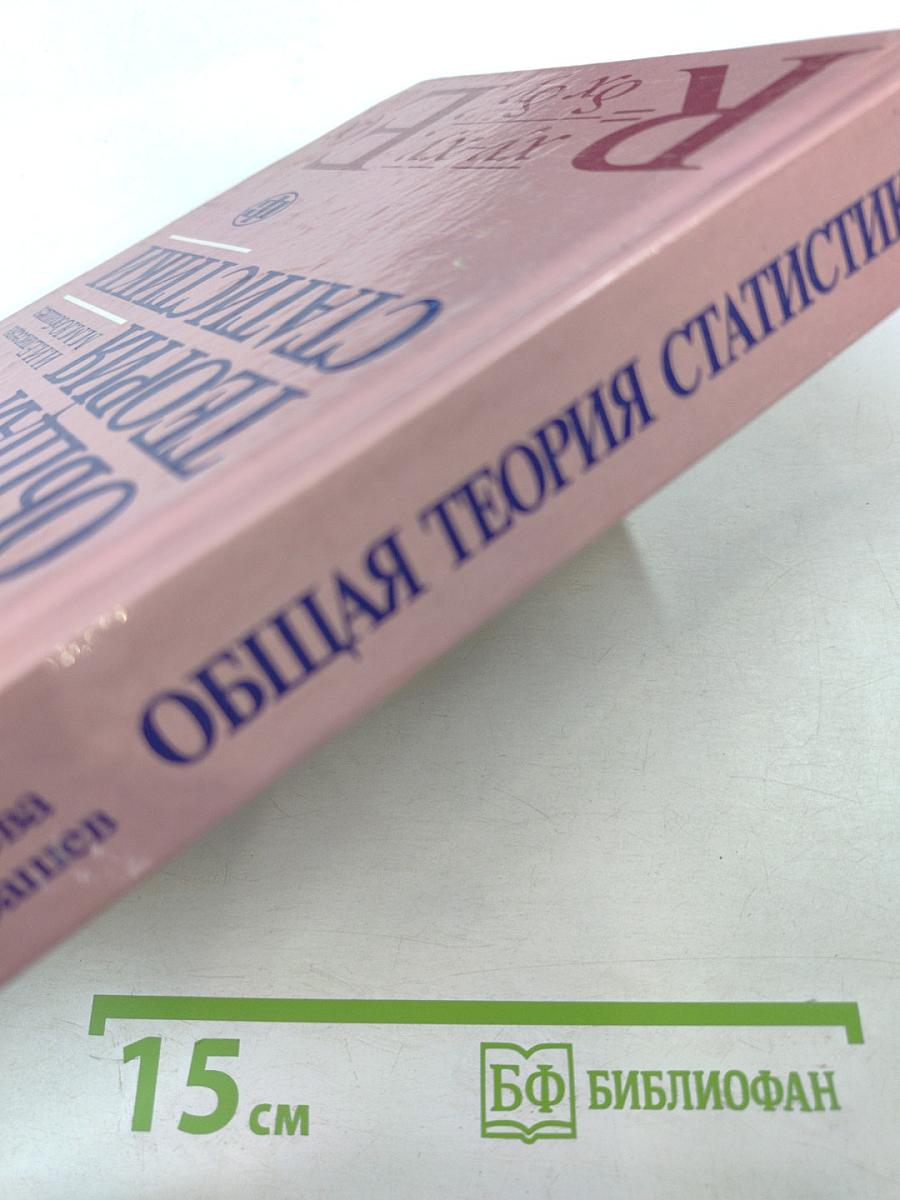 ОБЩАЯ
ТЕОРИЯ
СТАТИСТИКИ
R
E
ОБЩАЯ ТЕОРИЯ СТАТИСТИК
15 см
БФ БИБЛИОФАН